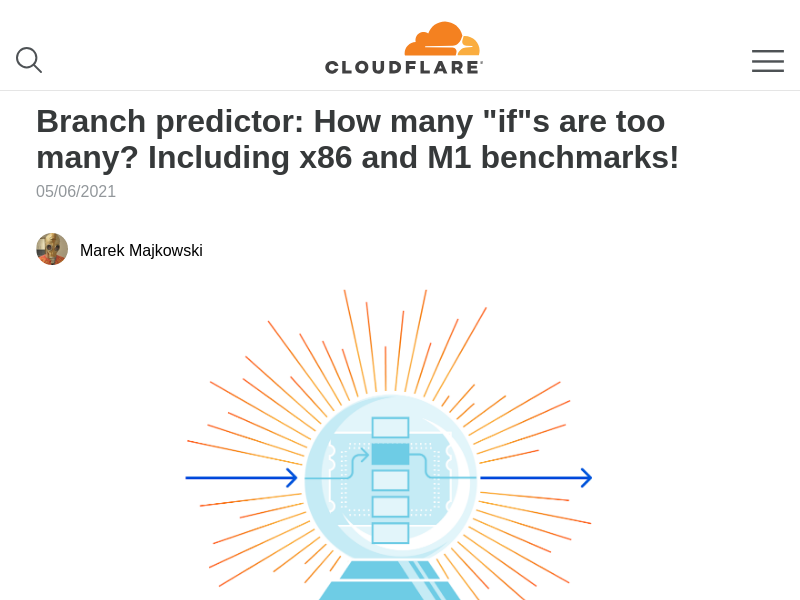 CLOUDFLARE
Branch predictor: How many "if"s are too
many? Including x86 and M1 benchmarks!
05/06/2021
Marek Majkowski